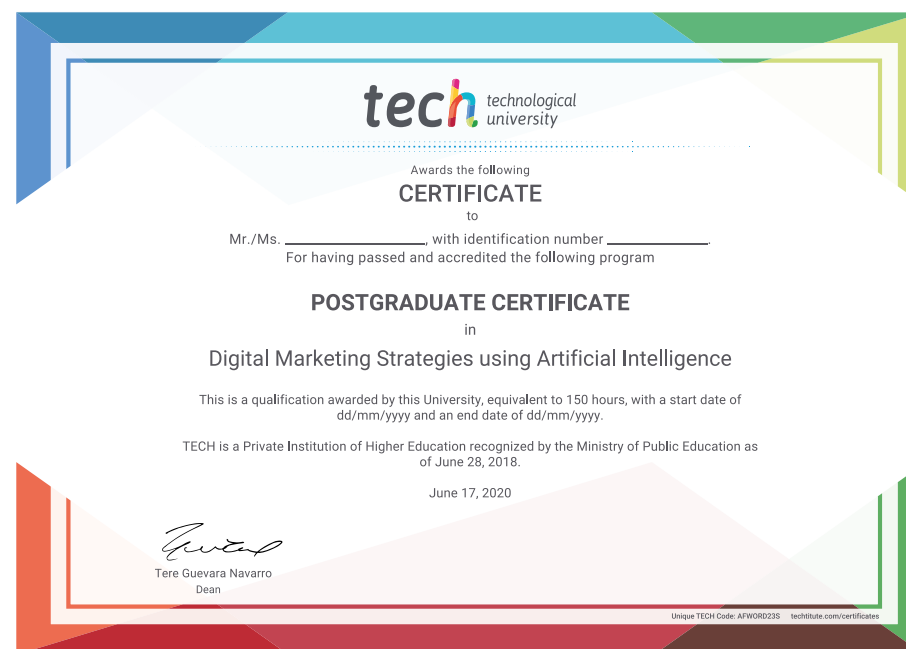 tech technological
university
Awards the following
CERTIFICATE
to
Mr./Ms. ____________________, with identification number ______________.
For having passed and accredited the following program
POSTGRADUATE CERTIFICATE
in
Digital Marketing Strategies using Artificial Intelligence
This is a qualification awarded by this University, equivalent to 150 hours, with a start date of
dd/mm/yyyy and an end date of dd/mm/yyyy.
TECH is a Private Institution of Higher Education recognized by the Ministry of Public Education as
of June 28, 2018.
June 17, 2020
Tere Guevara Navarro
Dean
Unique TECH Code: AFWORD23S techtitute.com/certificates